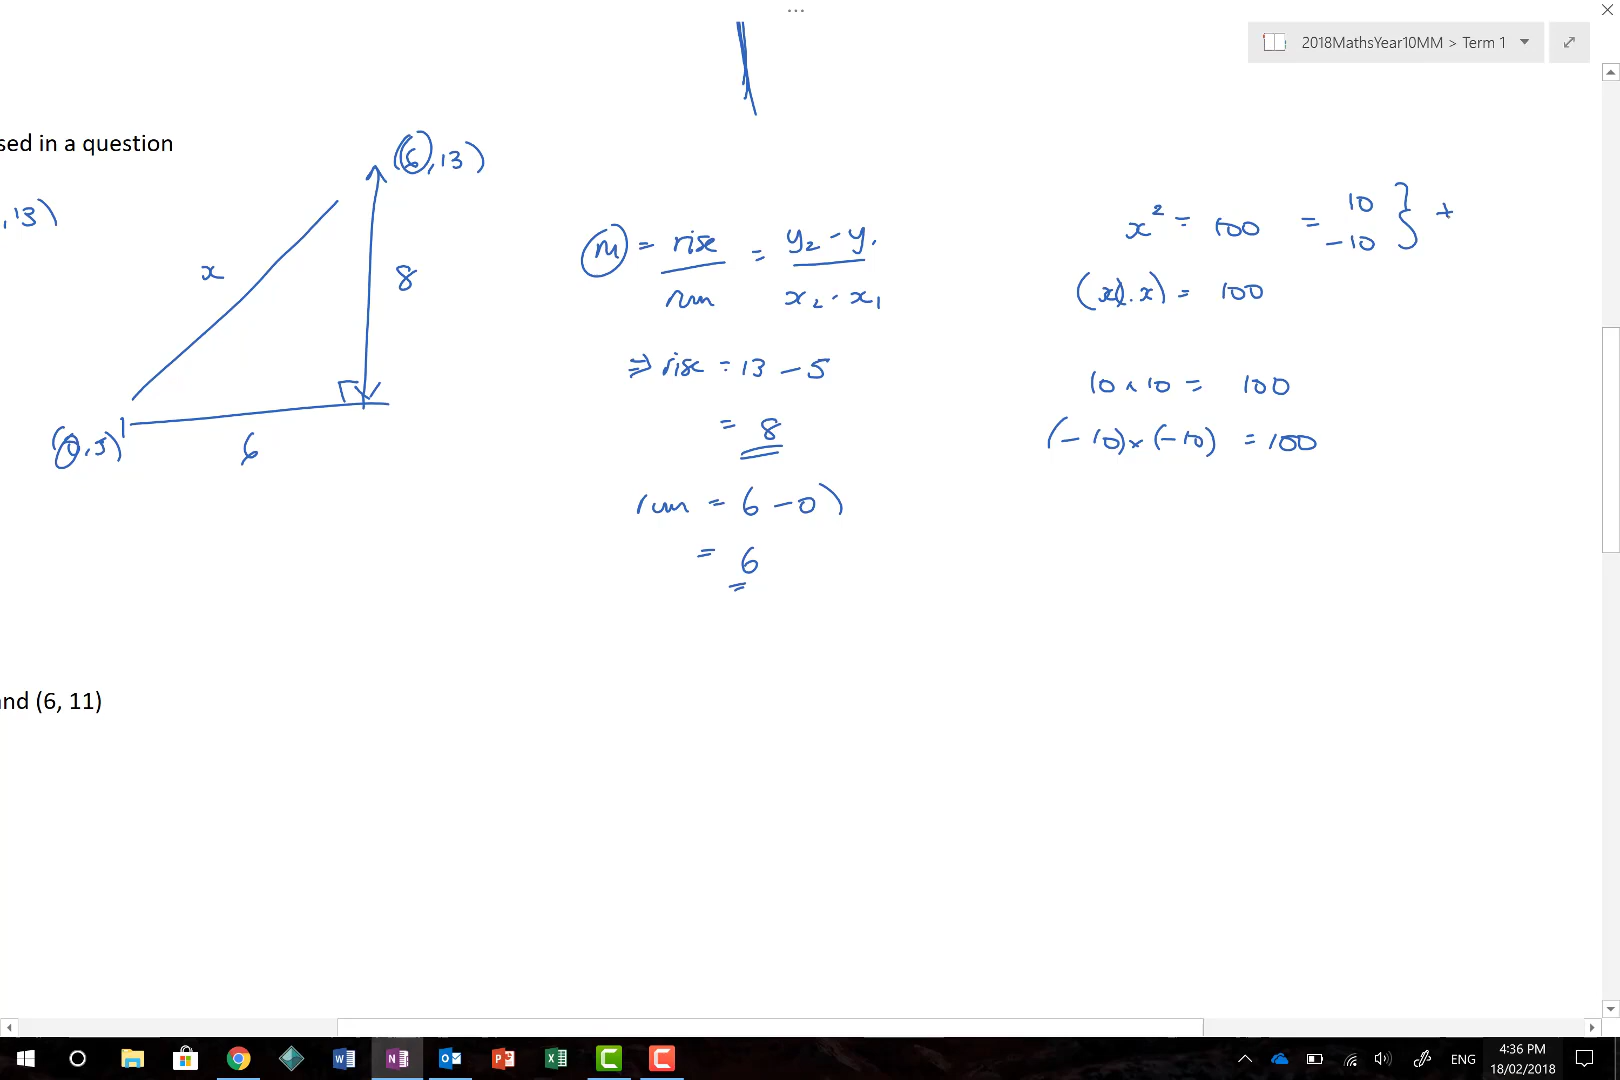 2018MathsYear10MM > Term 1
sed in a question
(6, 13)
, 13)
x
8
(0, 5)
6
m = rise/run = y₂ - y₁/x₂ - x₁
⇒ rise = 13 - 5
= 8
run = 6 - 0)
= 6
x² = 100 = 10
-10 } +
(x . x) = 100
10 × 10 = 100
(-10) × (-10) = 100
nd (6, 11)
ENG
4:36 PM
18/02/2018